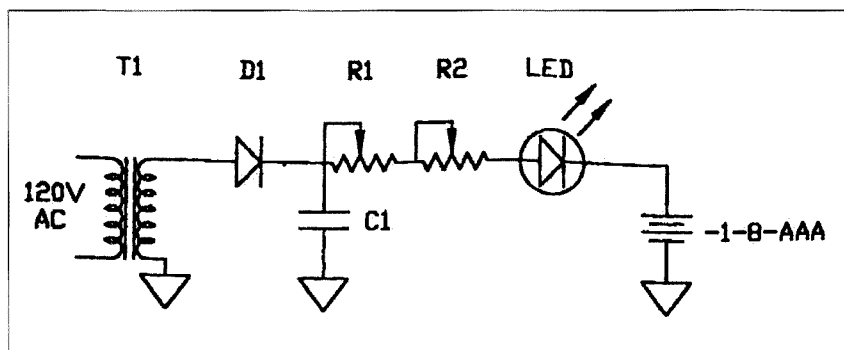 T1
D1
R1
R2
LED
120V
AC
C1
-1-8-AAA